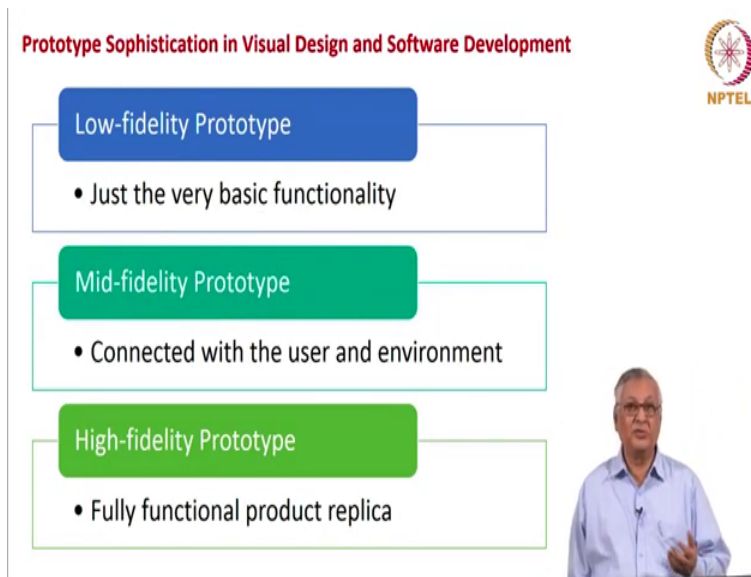 Prototype Sophistication in Visual Design and Software Development
NPTEL
Low-fidelity Prototype
• Just the very basic functionality
Mid-fidelity Prototype
• Connected with the user and environment
High-fidelity Prototype
• Fully functional product replica